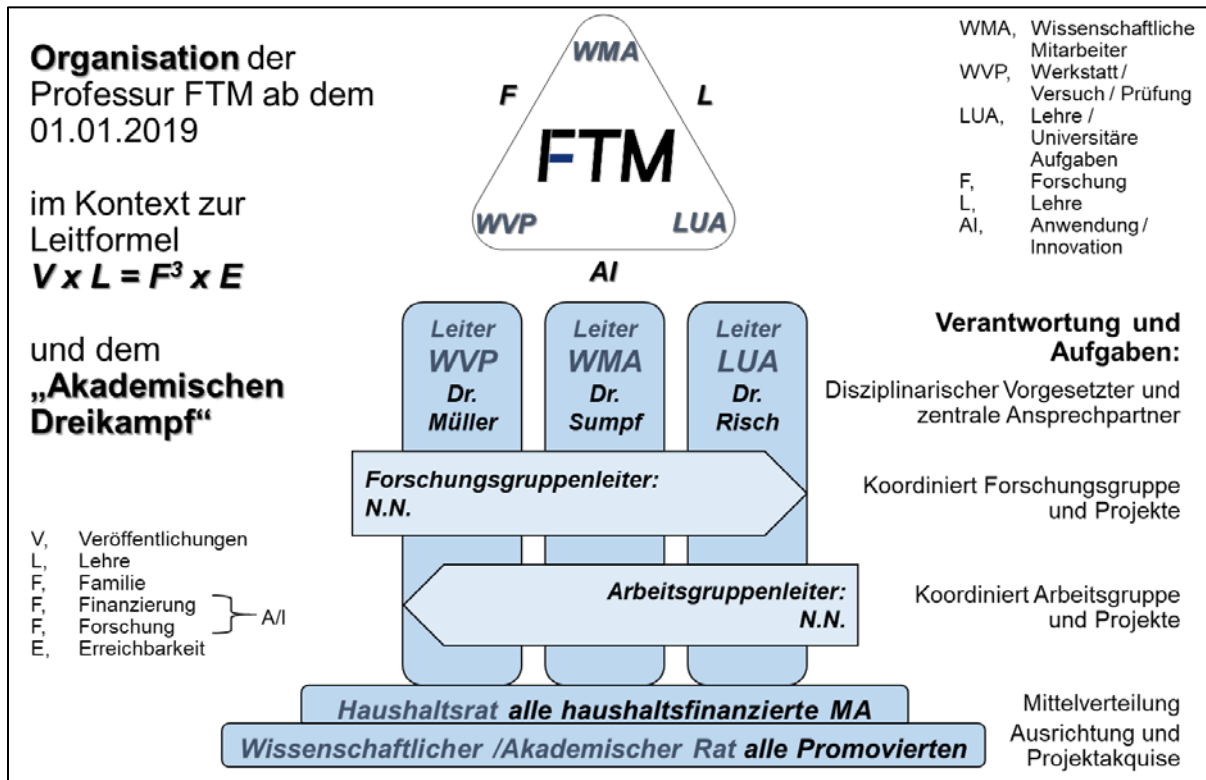 Organisation der
Professur FTM ab dem
01.01.2019
im Kontext zur
Leitformel
V x L = F³ x E
und dem
„Akademischen
Dreikampf“
V, Veröffentlichungen
L, Lehre
F, Familie
F, Finanzierung
F, Forschung
A/I
E, Erreichbarkeit
WMA
F
L
FTM
WVP
LUA
AI
Leiter
WVP
Dr.
Müller
Leiter
WMA
Dr.
Sumpf
Leiter
LUA
Dr.
Risch
Forschungsgruppenleiter:
N.N.
Arbeitsgruppenleiter:
N.N.
Haushaltsrat alle haushaltsfinanzierte MA
Wissenschaftlicher /Akademischer Rat alle Promovierten
WMA, Wissenschaftliche
Mitarbeiter
WVP, Werkstatt /
Versuch / Prüfung
LUA, Lehre /
Universitäre
Aufgaben
F, Forschung
L, Lehre
AI, Anwendung /
Innovation
Verantwortung und
Aufgaben:
Disziplinarischer Vorgesetzter und
zentrale Ansprechpartner
Koordiniert Forschungsgruppe
und Projekte
Koordiniert Arbeitsgruppe
und Projekte
Mittelverteilung
Ausrichtung und
Projektakquise